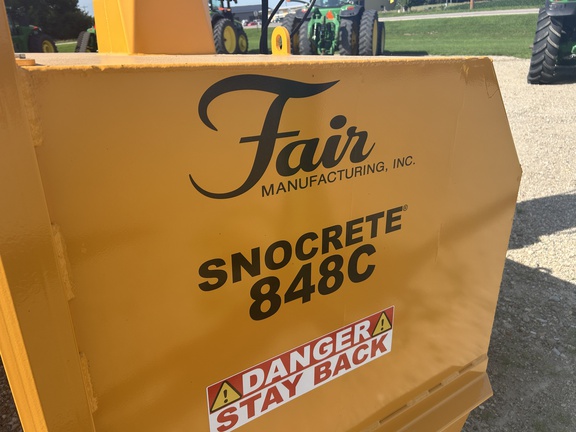 Fair
MANUFACTURING, INC.
SNOCRETE®
848C
DANGER
STAY BACK